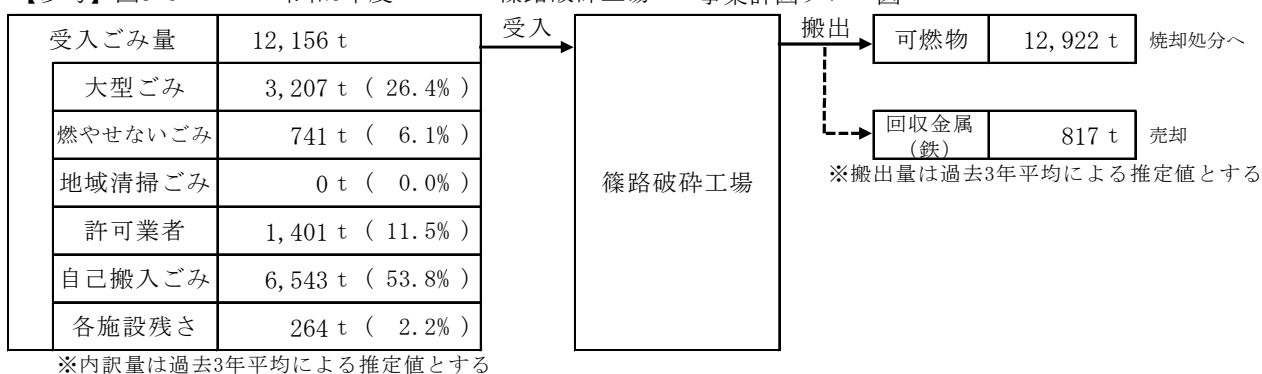 篠路破砕工場
受入ごみ量 12,156 t
大型ごみ 3,207 t ( 26.4% )
燃やせないごみ 741 t ( 6.1% )
地域清掃ごみ 0 t ( 0.0% )
許可業者 1,401 t ( 11.5% )
自己搬入ごみ 6,543 t ( 53.8% )
各施設残さ 264 t ( 2.2% )
※内訳量は過去3年平均による推定値とする
受入
篠路破砕工場
搬出
可燃物 12,922 t 焼却処分へ
回収金属
(鉄) 817 t 売却
※搬出量は過去3年平均による推定値とする